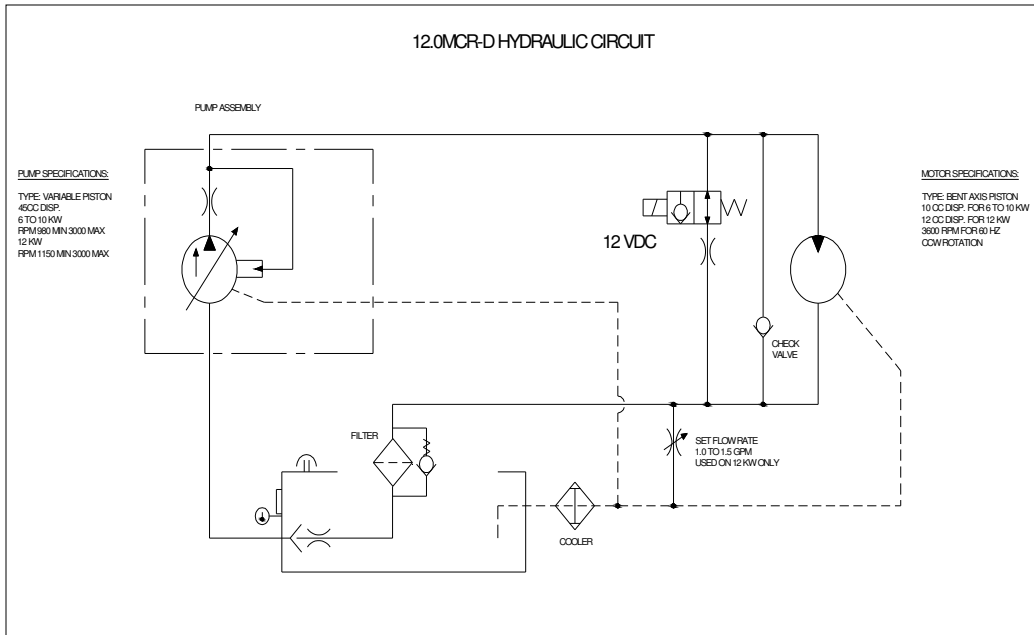 12.0MCR-D HYDRAULIC CIRCUIT
PUMP ASSEMBLY
PUMP SPECIFICATIONS:
TYPE: VARIABLE PISTON
45CC DISP.
6 TO 10 KW
RPM 980 MIN 3000 MAX
12 KW
RPM 1150 MIN 3000 MAX
12 VDC
MOTOR SPECIFICATIONS:
TYPE: BENT AXIS PISTON
10 CC DISP. FOR 6 TO 10 KW
12 CC DISP. FOR 12 KW
3600 RPM FOR 60 HZ
CCW ROTATION
CHECK
VALVE
FILTER
SET FLOW RATE
1.0 TO 1.5 GPM
USED ON 12 KW ONLY
COOLER